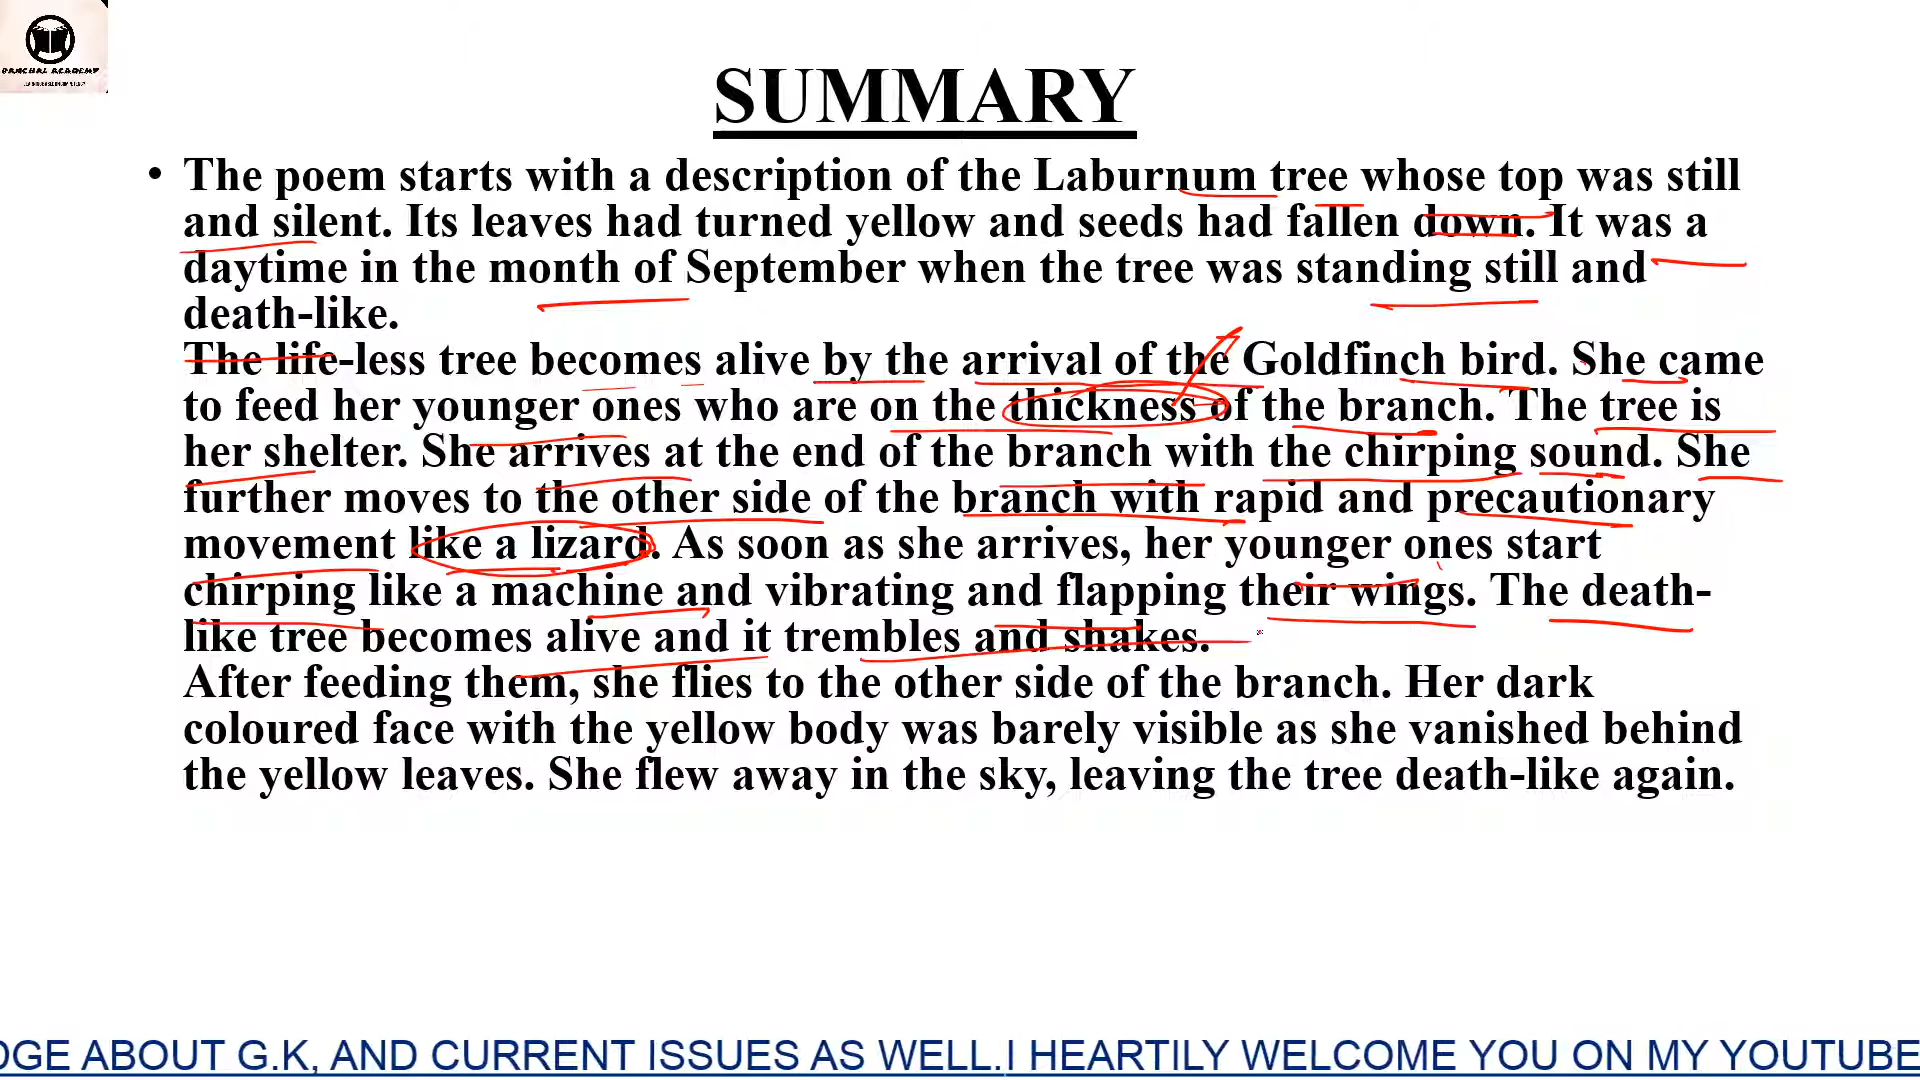 PANCHAL ACADEMY
SUMMARY
• The poem starts with a description of the Laburnum tree whose top was still
and silent. Its leaves had turned yellow and seeds had fallen down. It was a
daytime in the month of September when the tree was standing still and
death-like.
The life-less tree becomes alive by the arrival of the Goldfinch bird. She came
to feed her younger ones who are on the thickness of the branch. The tree is
her shelter. She arrives at the end of the branch with the chirping sound. She
further moves to the other side of the branch with rapid and precautionary
movement like a lizard. As soon as she arrives, her younger ones start
chirping like a machine and vibrating and flapping their wings. The death-
like tree becomes alive and it trembles and shakes.
After feeding them, she flies to the other side of the branch. Her dark
coloured face with the yellow body was barely visible as she vanished behind
the yellow leaves. She flew away in the sky, leaving the tree death-like again.
DGE ABOUT G.K, AND CURRENT ISSUES AS WELL.I HEARTILY WELCOME YOU ON MY YOUTUBE